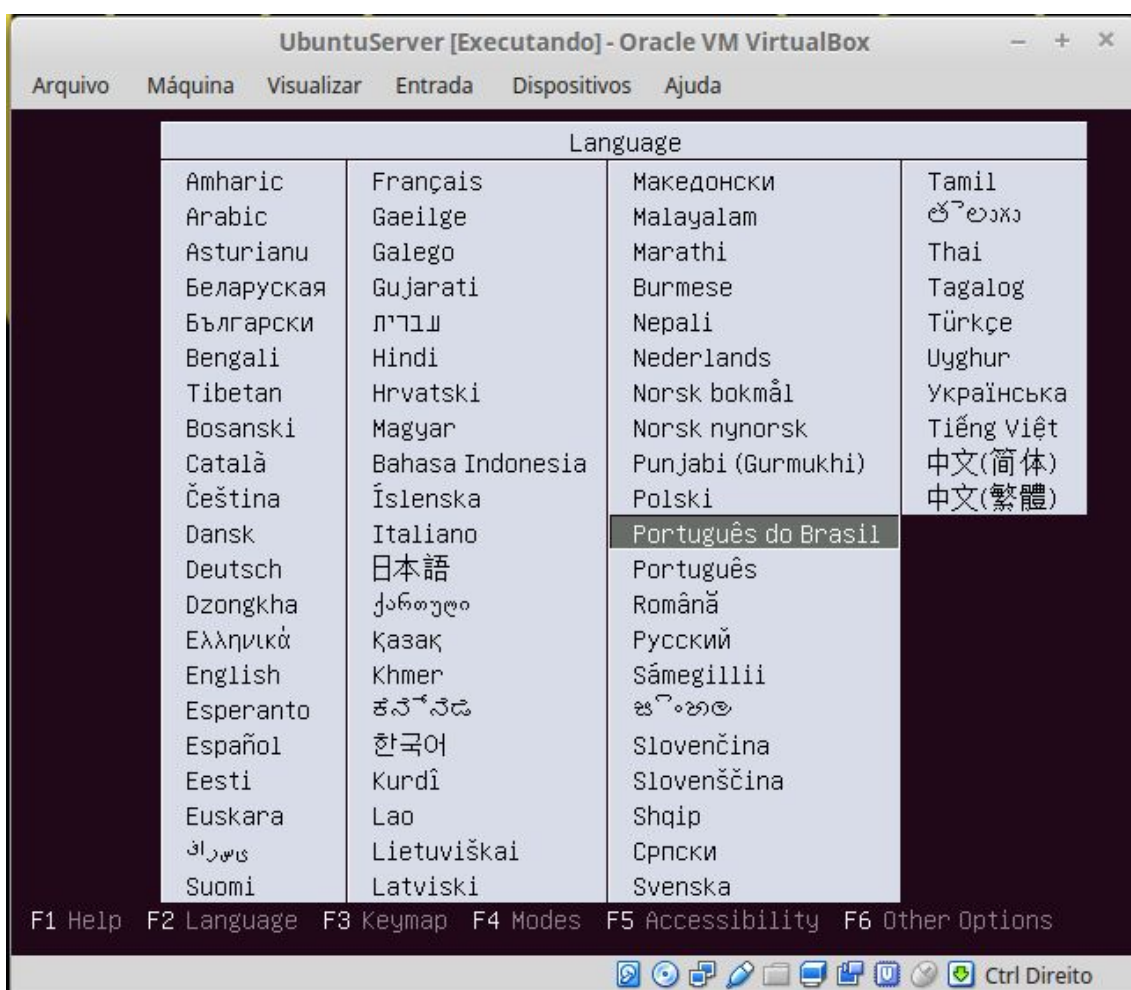 UbuntuServer [Executando] - Oracle VM VirtualBox
Arquivo Máquina Visualizar Entrada Dispositivos Ajuda
Language
Amharic
Arabic
Asturianu
Беларуская
Български
Bengali
Tibetan
Bosanski
Català
Čeština
Dansk
Deutsch
Dzongkha
Ελληνικά
English
Esperanto
Español
Eesti
Euskara
Suomi
Français
Gaeilge
Galego
Gujarati
עברית
Hindi
Hrvatski
Magyar
Bahasa Indonesia
Íslenska
Italiano
日本語
ქართული
Қазақ
Khmer
한국어
Kurdî
Lao
Lietuviškai
Latviski
Македонски
Malayalam
Marathi
Burmese
Nepali
Nederlands
Norsk bokmål
Norsk nynorsk
Punjabi (Gurmukhi)
Polski
Português do Brasil
Português
Română
Русский
Sámegillii
Slovenčina
Slovenščina
Shqip
Српски
Svenska
Tamil
Thai
Tagalog
Türkçe
Uyghur
Українська
Tiếng Việt
中文(简体)
中文(繁體)
F1 Help F2 Language F3 Keymap F4 Modes F5 Accessibility F6 Other Options
Ctrl Direito